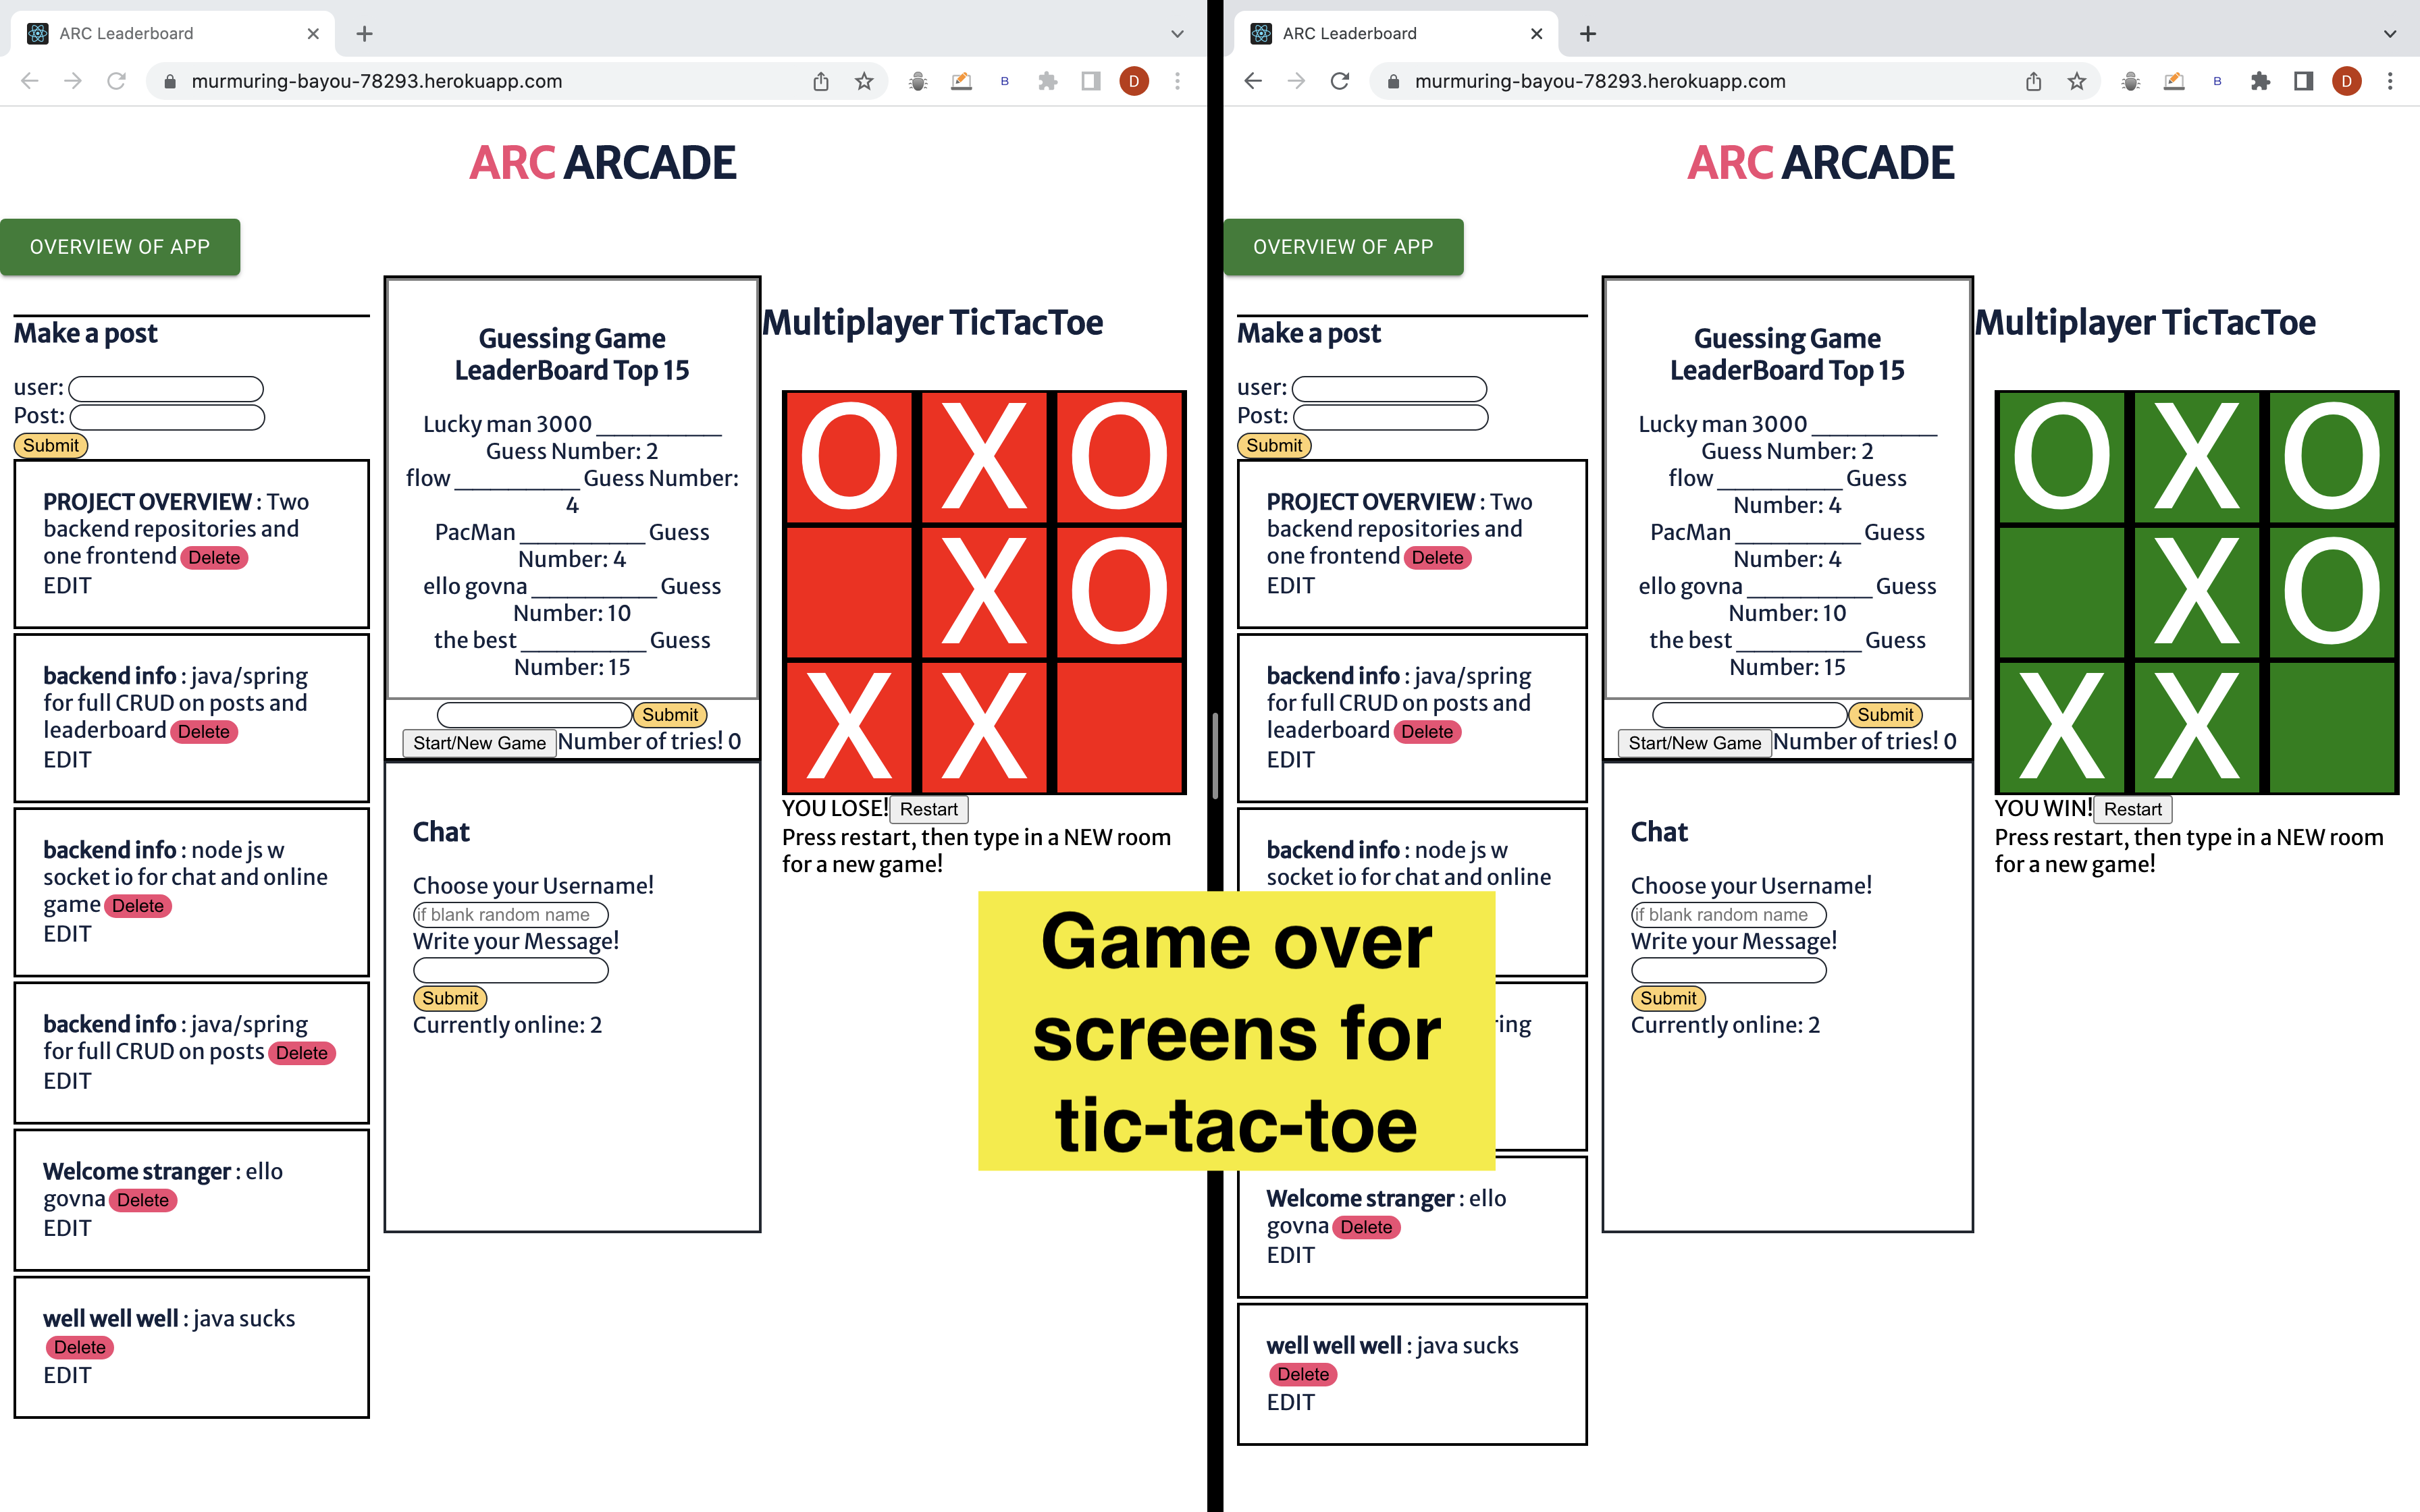 ARC Leaderboard
murmuring-bayou-78293.herokuapp.com
B
D
ARC ARCADE
OVERVIEW OF APP
Make a post
user:
Post:
Submit
PROJECT OVERVIEW : Two
backend repositories and
one frontend Delete
EDIT
backend info : java/spring
for full CRUD on posts and
leaderboard Delete
EDIT
backend info : node js w
socket io for chat and online
game Delete
EDIT
backend info : java/spring
for full CRUD on posts Delete
EDIT
Welcome stranger : ello
govna Delete
EDIT
well well well : java sucks
Delete
EDIT
Guessing Game
LeaderBoard Top 15
Lucky man 3000 __________
Guess Number: 2
flow __________ Guess Number:
4
PacMan __________ Guess
Number: 4
ello govna __________ Guess
Number: 10
the best __________ Guess
Number: 15
Submit
Start/New Game Number of tries! 0
Chat
Choose your Username!
if blank random name
Write your Message!
Submit
Currently online: 2
Multiplayer TicTacToe
O X O
X O
X X
YOU LOSE! Restart
Press restart, then type in a NEW room
for a new game!
Game over
screens for
tic-tac-toe
ARC Leaderboard
murmuring-bayou-78293.herokuapp.com
B
D
ARC ARCADE
OVERVIEW OF APP
Make a post
user:
Post:
Submit
PROJECT OVERVIEW : Two
backend repositories and
one frontend Delete
EDIT
backend info : java/spring
for full CRUD on posts and
leaderboard Delete
EDIT
backend info : node js w
socket io for chat and online
ring
Welcome stranger : ello
govna Delete
EDIT
well well well : java sucks
Delete
EDIT
Guessing Game
LeaderBoard Top 15
Lucky man 3000 __________
Guess Number: 2
flow __________ Guess
Number: 4
PacMan __________ Guess
Number: 4
ello govna __________ Guess
Number: 10
the best __________ Guess
Number: 15
Submit
Start/New Game Number of tries! 0
Chat
Choose your Username!
if blank random name
Write your Message!
Submit
Currently online: 2
Multiplayer TicTacToe
O X O
X O
X X
YOU WIN! Restart
Press restart, then type in a NEW room
for a new game!